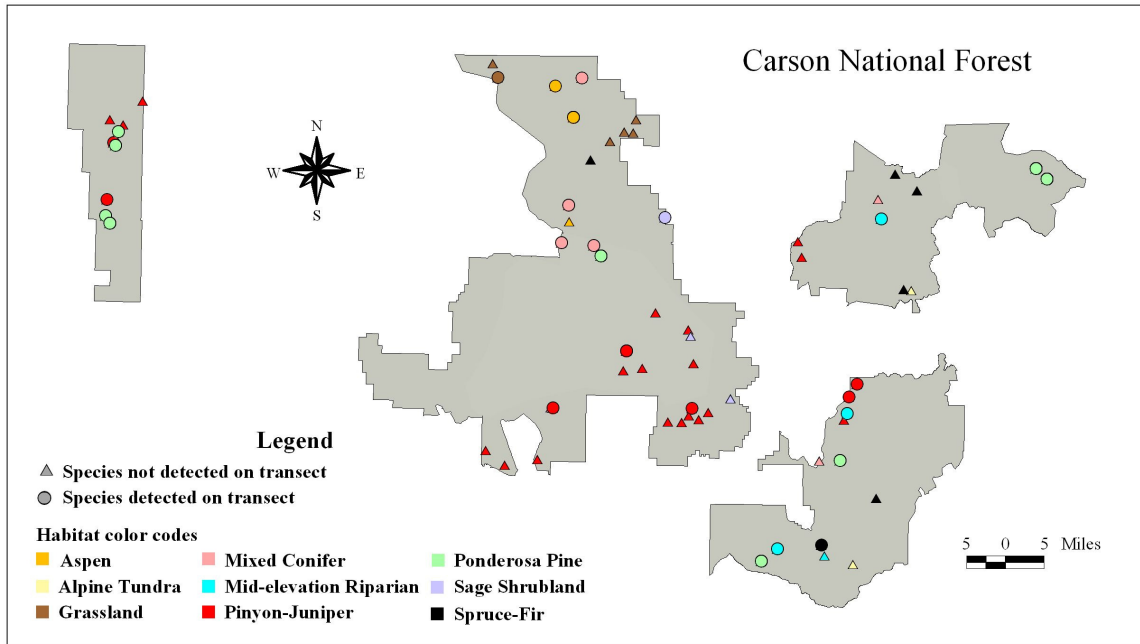 Carson National Forest
N
W E
S
Legend
Species not detected on transect
Species detected on transect
Habitat color codes
Aspen Mixed Conifer Ponderosa Pine
Alpine Tundra Mid-elevation Riparian Sage Shrubland
Grassland Pinyon-Juniper Spruce-Fir
5 0 5 Miles